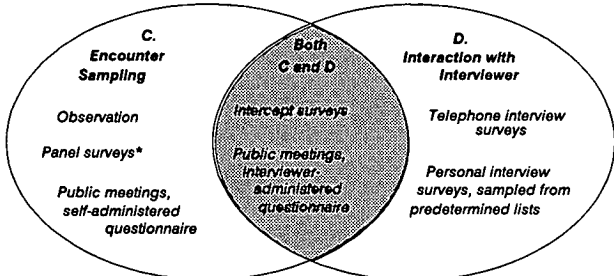 C.
Encounter
Sampling
Observation
Panel surveys*
Public meetings,
self-administered
questionnaire
Both
C and D
Intercept surveys
Public meetings,
interviewer-
administered
questionnaire
D.
Interaction with
Interviewer
Telephone interview
surveys
Personal interview
surveys, sampled from
predetermined lists